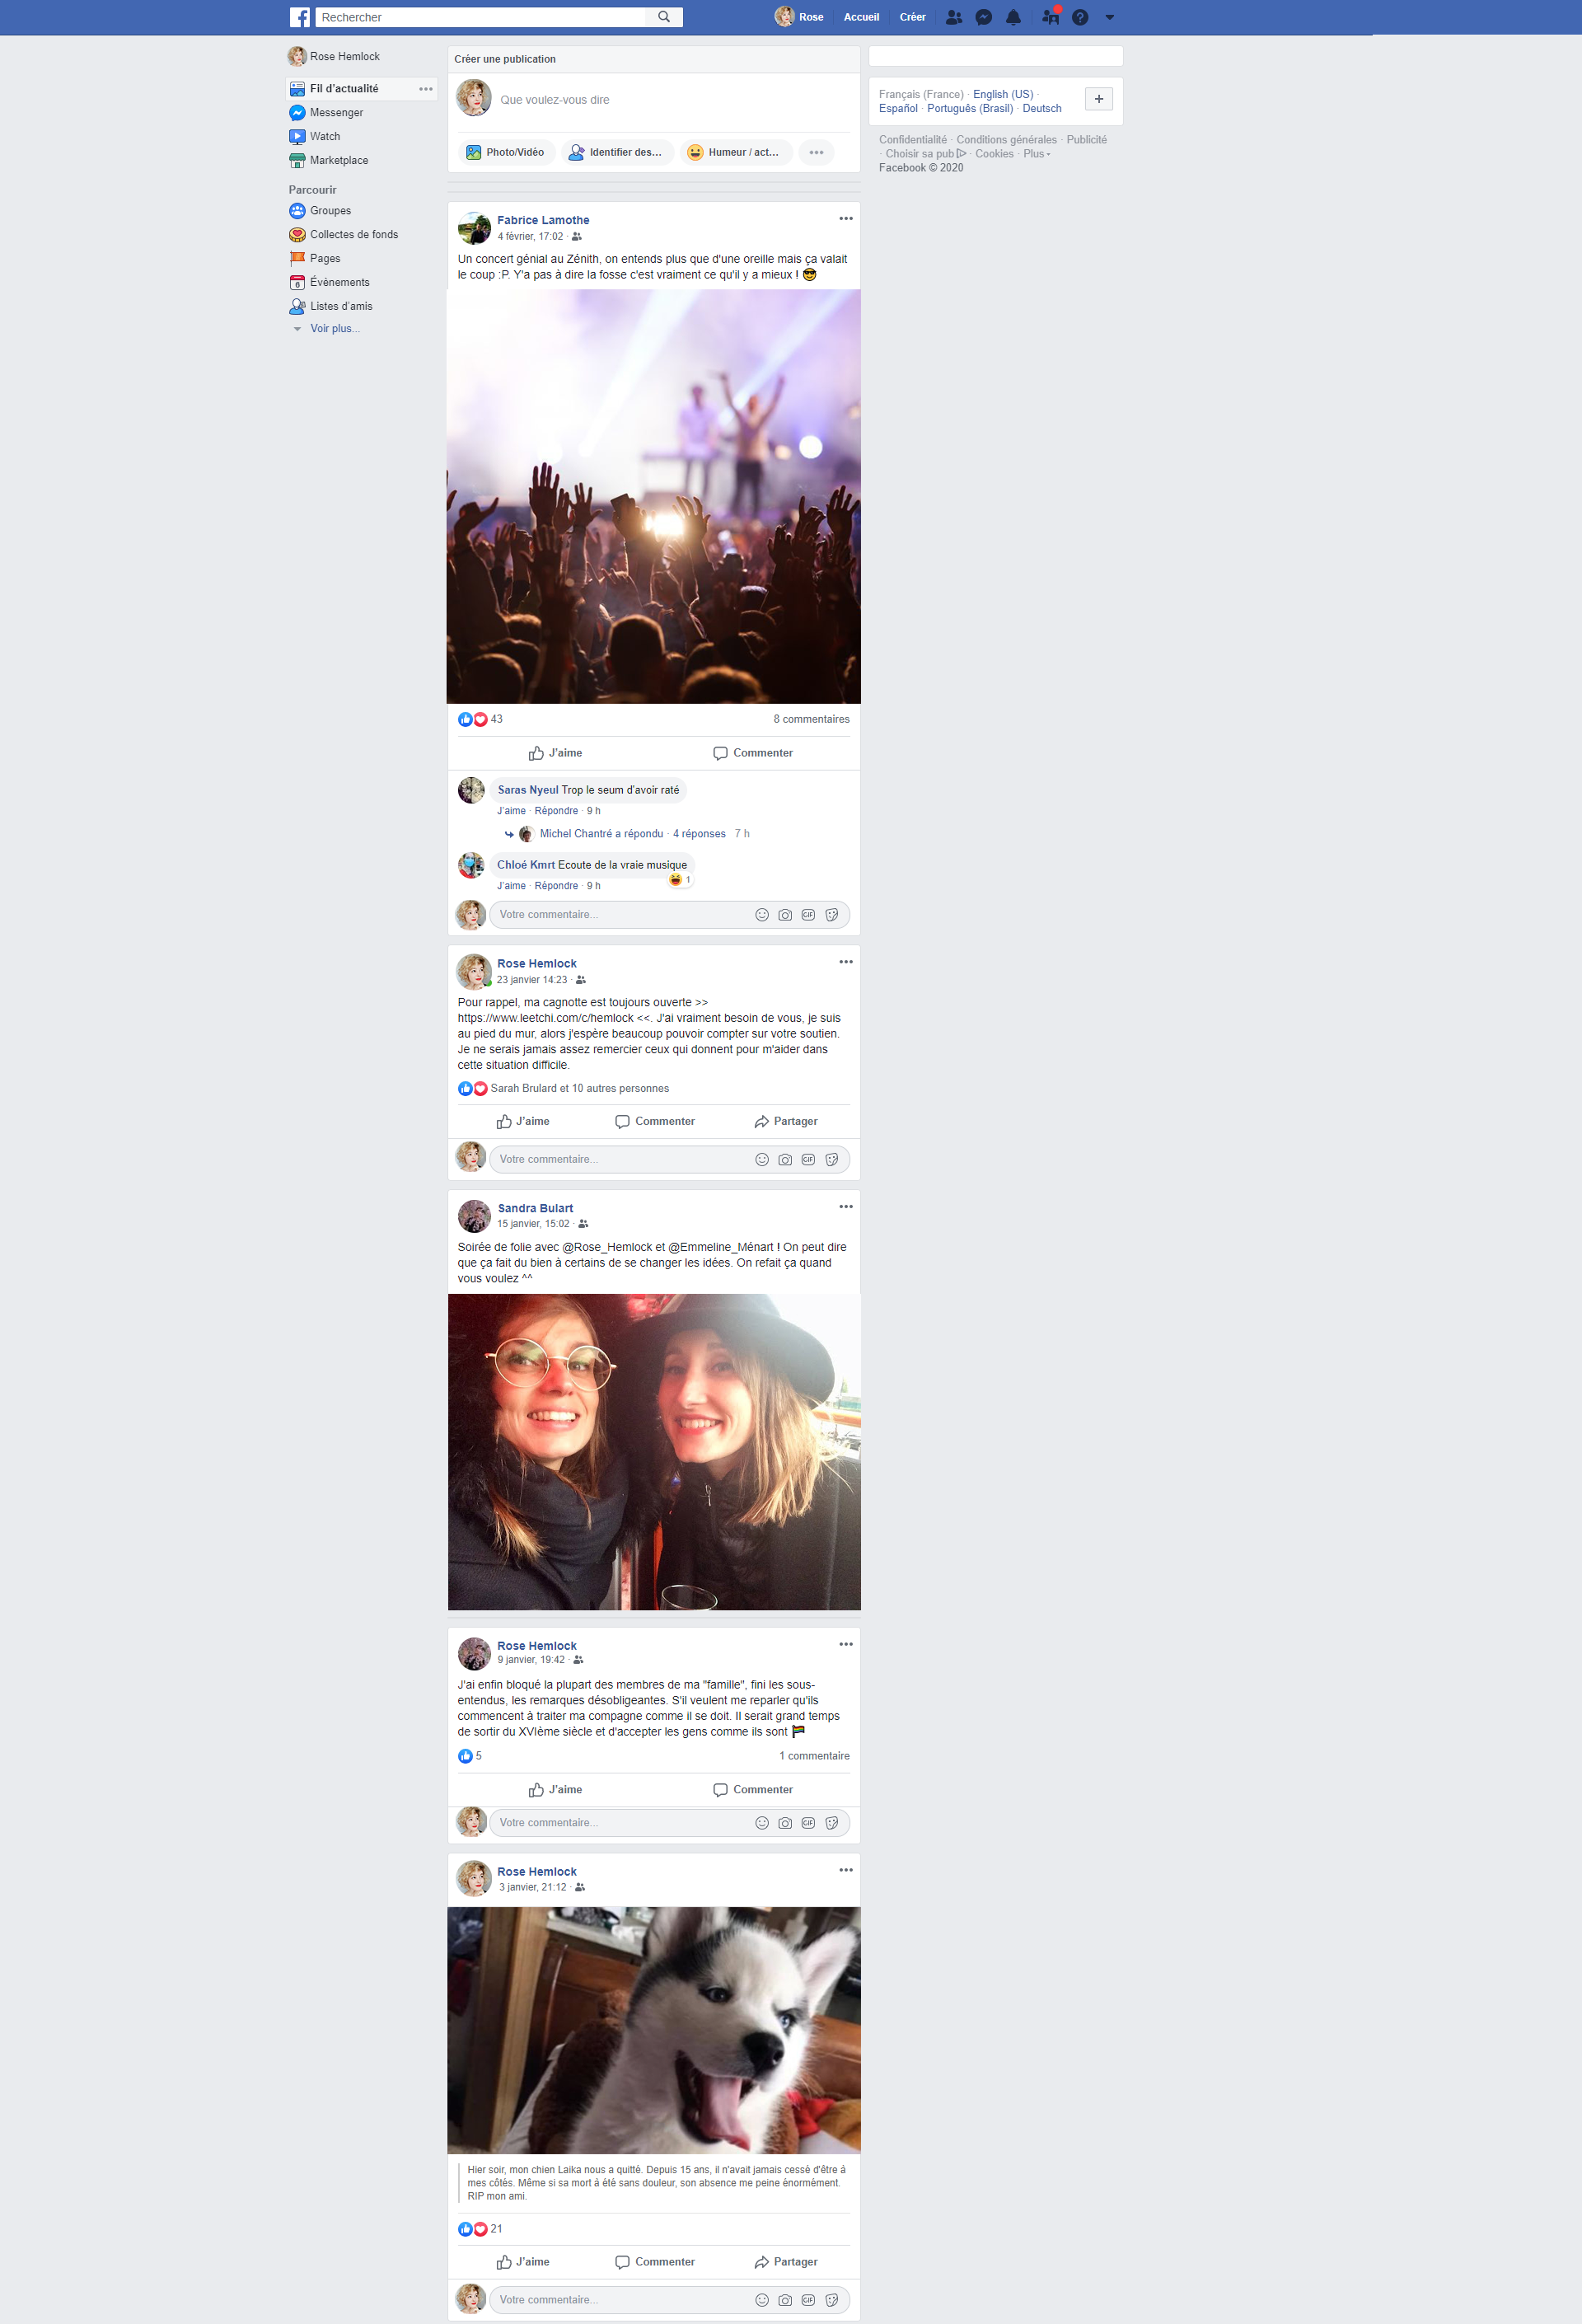 Rechercher
Rose
Accueil
Créer
Rose Hemlock
Fil d'actualité
Messenger
Watch
Marketplace
Parcourir
Groupes
Collectes de fonds
Pages
6
Évènements
Listes d'amis
Voir plus...
Créer une publication
Que voulez-vous dire
Photo/Vidéo
Identifier des...
Humeur / act...
Français (France) · English (US) ·
Español · Português (Brasil) · Deutsch
Confidentialité · Conditions générales · Publicité
· Choisir sa pub · Cookies · Plus
Facebook © 2020
Fabrice Lamothe
4 février, 17:02 ·
Un concert génial au Zénith, on entends plus que d'une oreille mais ça valait
le coup :P. Y'a pas à dire la fosse c'est vraiment ce qu'il y a mieux ! 😎
43
8 commentaires
J'aime
Commenter
Saras Nyeul Trop le seum d'avoir raté
J'aime · Répondre · 9 h
Michel Chantré a répondu · 4 réponses 7 h
Chloé Kmrt Ecoute de la vraie musique
1
J'aime · Répondre · 9 h
Votre commentaire...
GIF
Rose Hemlock
23 janvier 14:23 ·
Pour rappel, ma cagnotte est toujours ouverte >>
https://www.leetchi.com/c/hemlock <<. J'ai vraiment besoin de vous, je suis
au pied du mur, alors j'espère beaucoup pouvoir compter sur votre soutien.
Je ne serais jamais assez remercier ceux qui donnent pour m'aider dans
cette situation difficile.
Sarah Brulard et 10 autres personnes
J'aime
Commenter
Partager
Votre commentaire...
GIF
Sandra Bulart
15 janvier, 15:02 ·
Soirée de folie avec @Rose_Hemlock et @Emmeline_Ménart ! On peut dire
que ça fait du bien à certains de se changer les idées. On refait ça quand
vous voulez ^^
Rose Hemlock
9 janvier, 19:42 ·
J'ai enfin bloqué la plupart des membres de ma "famille", fini les sous-
entendus, les remarques désobligeantes. S'il veulent me reparler qu'ils
commencent à traiter ma compagne comme il se doit. Il serait grand temps
de sortir du XVIème siècle et d'accepter les gens comme ils sont
5
1 commentaire
J'aime
Commenter
Votre commentaire...
GIF
Rose Hemlock
3 janvier, 21:12 ·
Hier soir, mon chien Laika nous a quitté. Depuis 15 ans, il n'avait jamais cessé d'être à
mes côtés. Même si sa mort à été sans douleur, son absence me peine énormément.
RIP mon ami.
21
J'aime
Commenter
Partager
Votre commentaire...
GIF